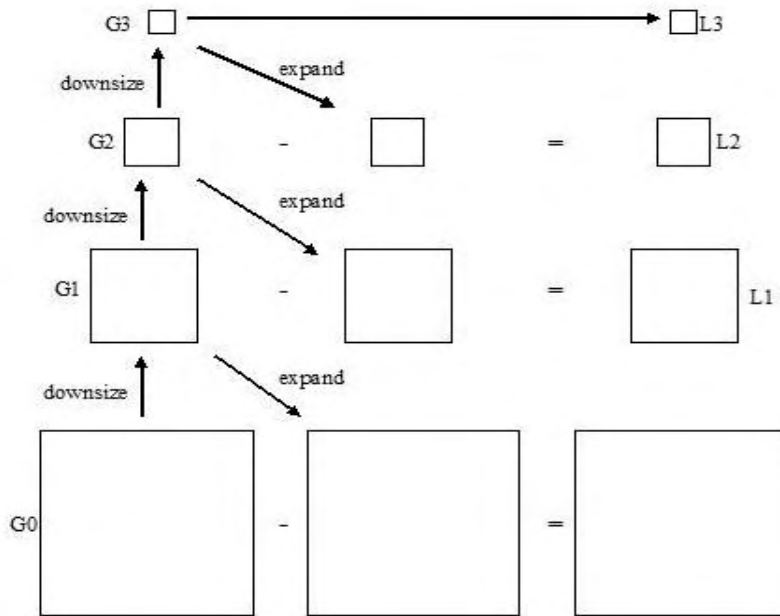 G3 L3
downsize expand
G2 - = L2
downsize expand
G1 - = L1
downsize expand
G0 - =